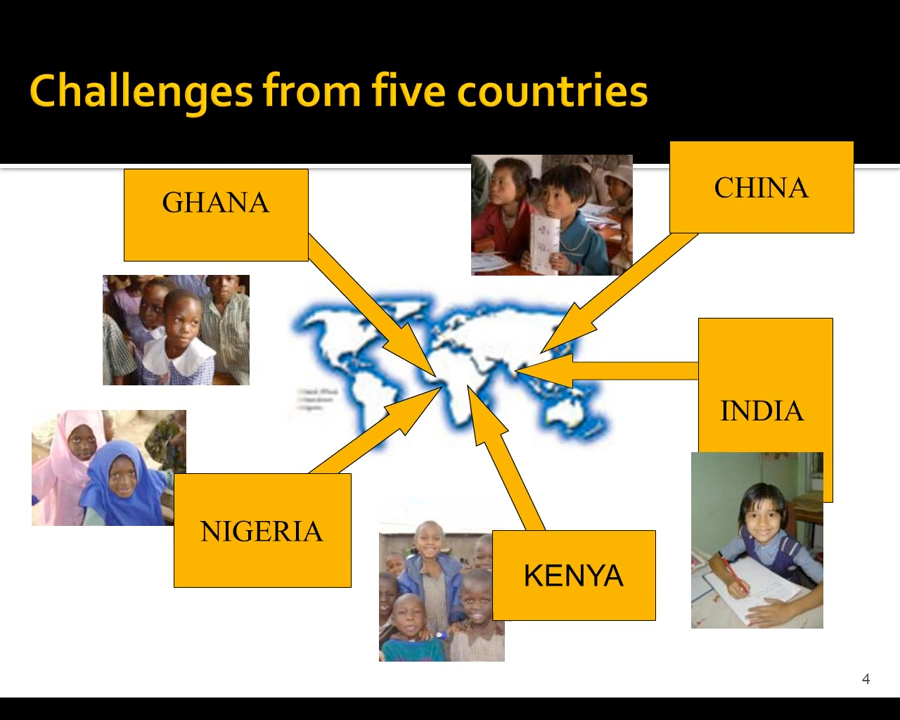 Challenges from five countries
GHANA
CHINA
INDIA
NIGERIA
KENYA
4